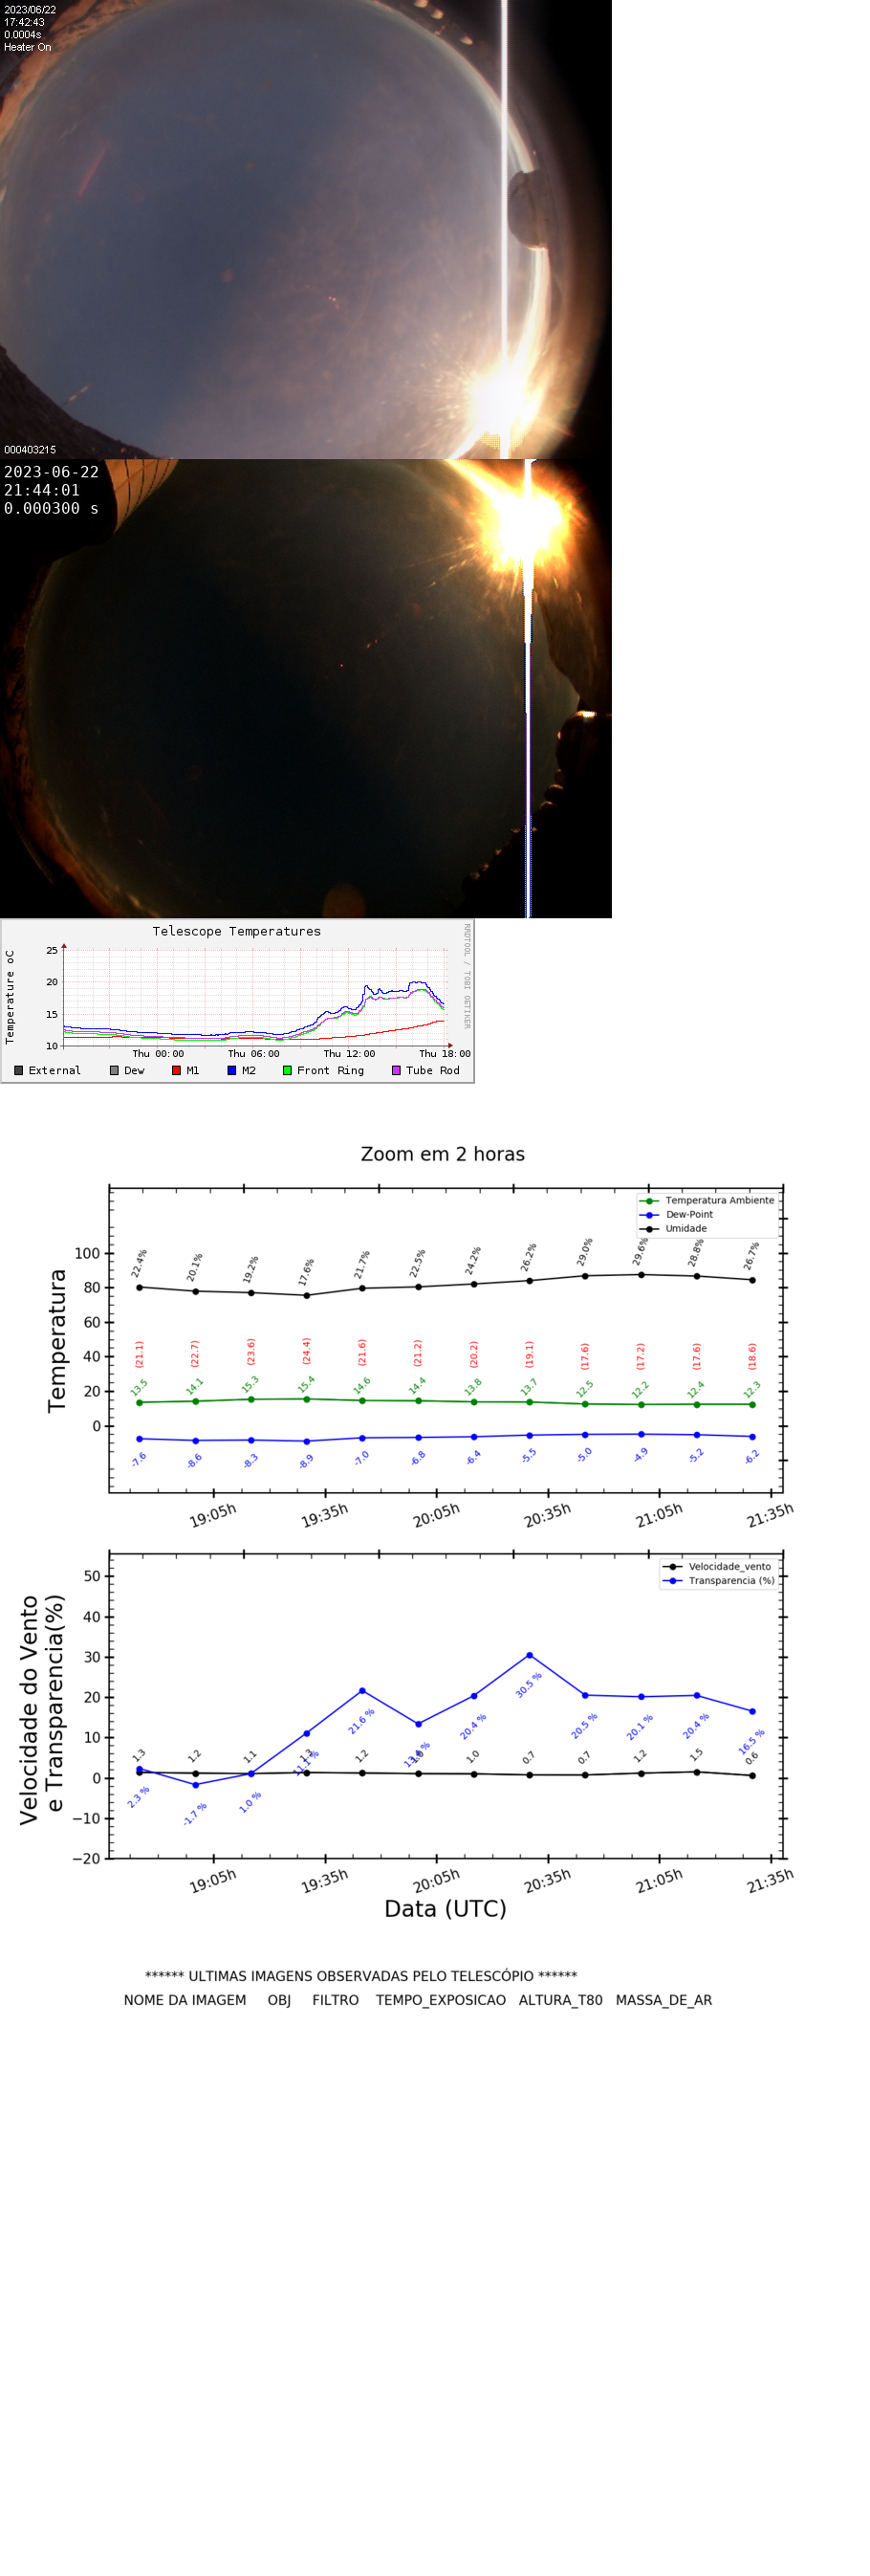 2023/06/22
17:42:43
0.0004s
Heater On
000403215
2023-06-22
21:44:01
0.000300 s
Telescope Temperatures
Temperature oC
RRDTOOL / TOBI OETIKER
25
20
15
10
Thu 00:00 Thu 06:00 Thu 12:00 Thu 18:00
External Dew M1 M2 Front Ring Tube Rod
Zoom em 2 horas
Temperatura
Temperatura Ambiente
Dew-Point
Umidade
100
80
60
40
20
0
22.4% 20.1% 19.2% 17.6% 21.7% 22.5% 24.2% 26.2% 29.0% 29.6% 28.8% 26.7%
(21.1) (22.7) (23.6) (24.4) (21.6) (21.2) (20.2) (19.1) (17.6) (17.2) (17.6) (18.6)
13.5 14.1 15.3 15.4 14.6 14.4 13.8 13.7 12.5 12.2 12.4 12.3
-7.6 -8.6 -8.3 -8.9 -7.0 -6.8 -6.4 -5.5 -5.0 -4.9 -5.2 -6.2
19:05h 19:35h 20:05h 20:35h 21:05h 21:35h
Velocidade do Vento
e Transparencia(%)
Velocidade_vento
Transparencia (%)
50
40
30
20
10
0
−10
−20
1.3 1.2 1.1 1.3 1.2 1.0 0.7 0.7 1.2 1.5 0.6
2.3 % -1.7 % 1.0 % 11.1 % 21.6 % 20.4 % 30.5 % 20.5 % 20.1 % 20.4 % 16.5 %
19:05h 19:35h 20:05h 20:35h 21:05h 21:35h
Data (UTC)
****** ULTIMAS IMAGENS OBSERVADAS PELO TELESCÓPIO ******
NOME DA IMAGEM OBJ FILTRO TEMPO_EXPOSICAO ALTURA_T80 MASSA_DE_AR